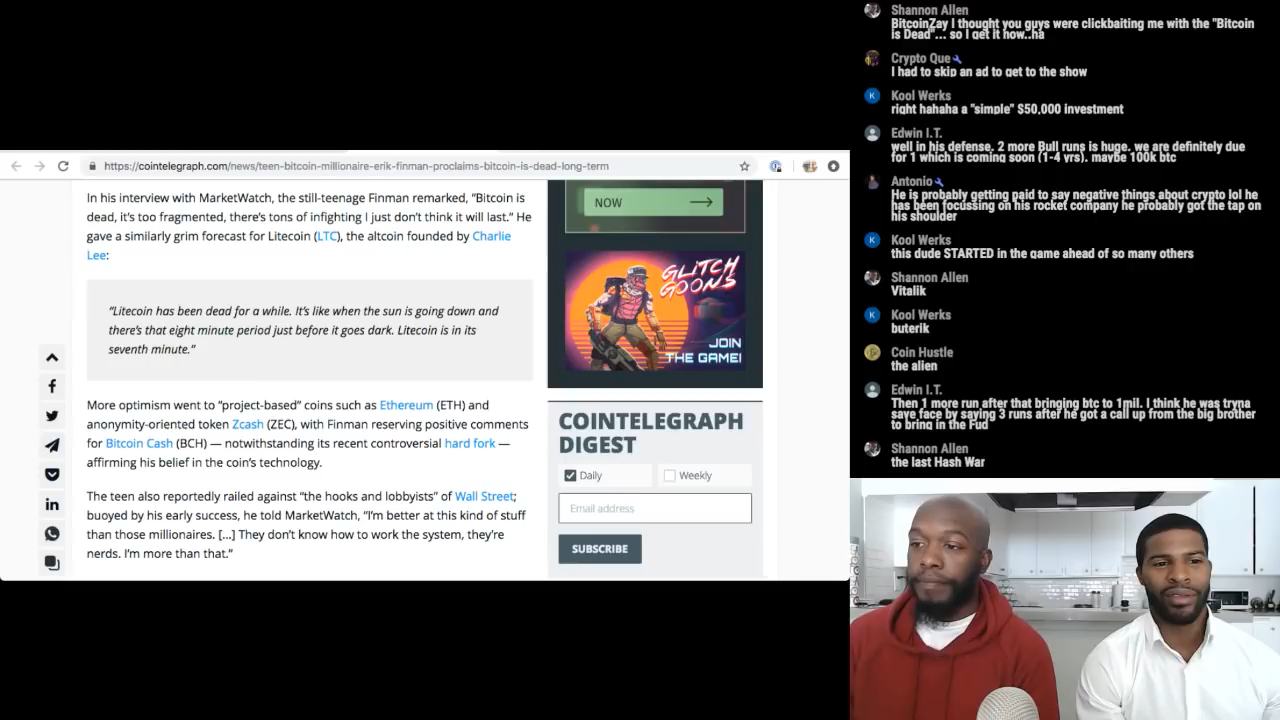 https://cointelegraph.com/news/teen-bitcoin-millionaire-erik-finman-proclaims-bitcoin-is-dead-long-term
In his interview with MarketWatch, the still-teenage Finman remarked, “Bitcoin is
dead, it’s too fragmented, there’s tons of infighting I just don’t think it will last.” He
gave a similarly grim forecast for Litecoin (LTC), the altcoin founded by Charlie
Lee:
“Litecoin has been dead for a while. It’s like when the sun is going down and
there’s that eight minute period just before it goes dark. Litecoin is in its
seventh minute.”
More optimism went to “project-based” coins such as Ethereum (ETH) and
anonymity-oriented token Zcash (ZEC), with Finman reserving positive comments
for Bitcoin Cash (BCH) — notwithstanding its recent controversial hard fork —
affirming his belief in the coin’s technology.
The teen also reportedly railed against “the hooks and lobbyists” of Wall Street;
buoyed by his early success, he told MarketWatch, “I’m better at this kind of stuff
than those millionaires. [...] They don’t know how to work the system, they’re
nerds. I’m more than that.”
NOW
GLITCH
GOONS
JOIN
THE GAME!
COINTELEGRAPH
DIGEST
Daily
Weekly
Email address
SUBSCRIBE
Shannon Allen
BitcoinZay I thought you guys were clickbaiting me with the "Bitcoin
is Dead"... so I get it now..ha
Crypto Que
I had to skip an ad to get to the show
K
Kool Werks
right hahaha a "simple" $50,000 investment
Edwin I.T.
well in his defense. 2 more Bull runs is huge. we are definitely due
for 1 which is coming soon (1-4 yrs). maybe 100k btc
Antonio
He is probably getting paid to say negative things about crypto lol he
has been focussing on his rocket company he probably got the tap on
his shoulder
K
Kool Werks
this dude STARTED in the game ahead of so many others
Shannon Allen
Vitalik
K
Kool Werks
buterik
Coin Hustle
the alien
Edwin I.T.
Then 1 more run after that bringing btc to 1mil. I think he was tryna
save face by saying 3 runs after he got a call up from the big brother
to bring in the Fud
Shannon Allen
the last Hash War